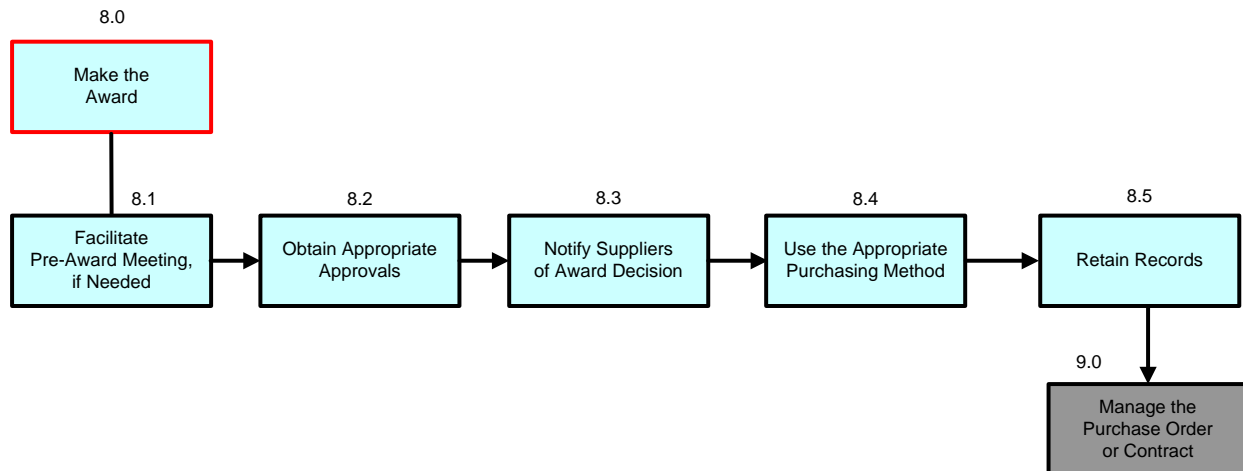 8.0
Make the
Award
8.1
Facilitate
Pre-Award Meeting,
if Needed
8.2
Obtain Appropriate
Approvals
8.3
Notify Suppliers
of Award Decision
8.4
Use the Appropriate
Purchasing Method
8.5
Retain Records
9.0
Manage the
Purchase Order
or Contract